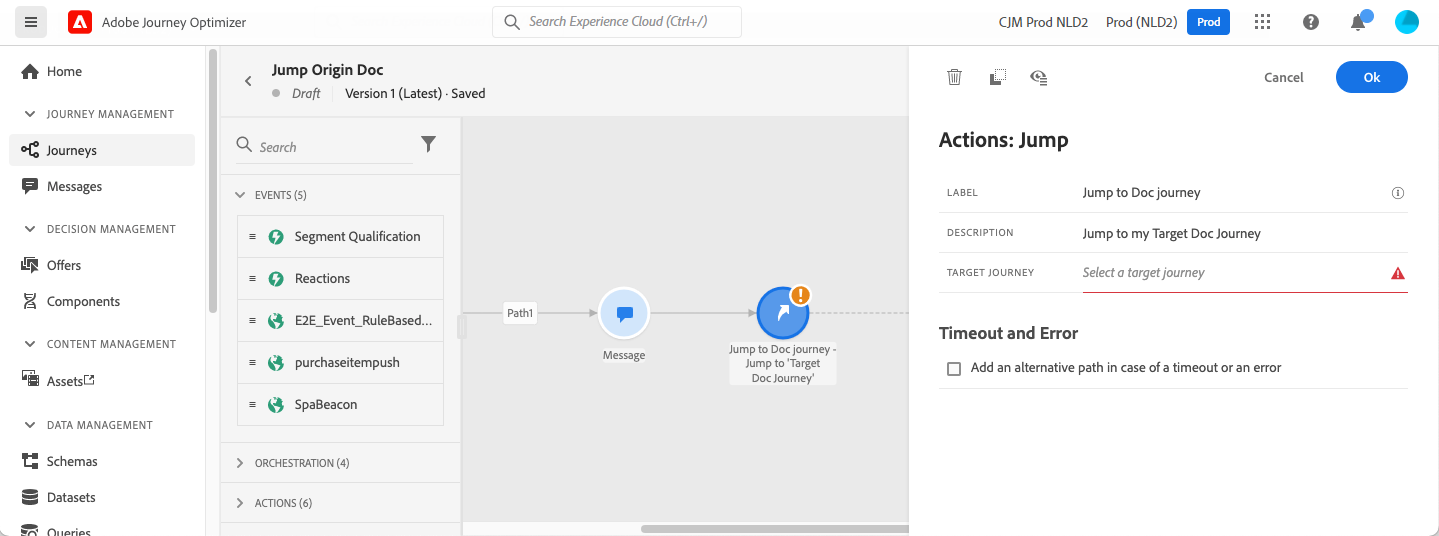 Adobe Journey Optimizer
Search Experience Cloud (Ctrl+/)
CJM Prod NLD2
Prod (NLD2)
Prod
Home
JOURNEY MANAGEMENT
Journeys
Messages
DECISION MANAGEMENT
Offers
Components
CONTENT MANAGEMENT
Assets
DATA MANAGEMENT
Schemas
Datasets
Queries
Jump Origin Doc
Draft
Version 1 (Latest) · Saved
Search
EVENTS (5)
Segment Qualification
Reactions
E2E_Event_RuleBased...
purchaseitempush
SpaBeacon
ORCHESTRATION (4)
ACTIONS (6)
Path1
Message
Jump to Doc journey -
Jump to 'Target
Doc Journey'
Cancel
Ok
Actions: Jump
LABEL
Jump to Doc journey
DESCRIPTION
Jump to my Target Doc Journey
TARGET JOURNEY
Select a target journey
Timeout and Error
Add an alternative path in case of a timeout or an error